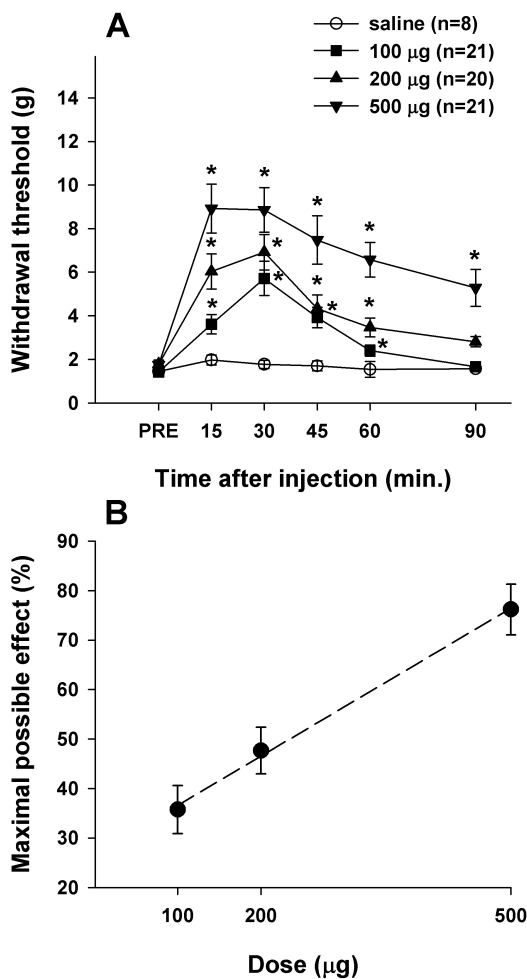 A
saline (n=8)
100 μg (n=21)
200 μg (n=20)
500 μg (n=21)
Withdrawal threshold (g)
14
12
10
8
6
4
2
0
* * * * *
* * * *
* * * *
PRE 15 30 45 60 90
Time after injection (min.)
B
Maximal possible effect (%)
90
80
70
60
50
40
30
20
100 200 500
Dose (μg)